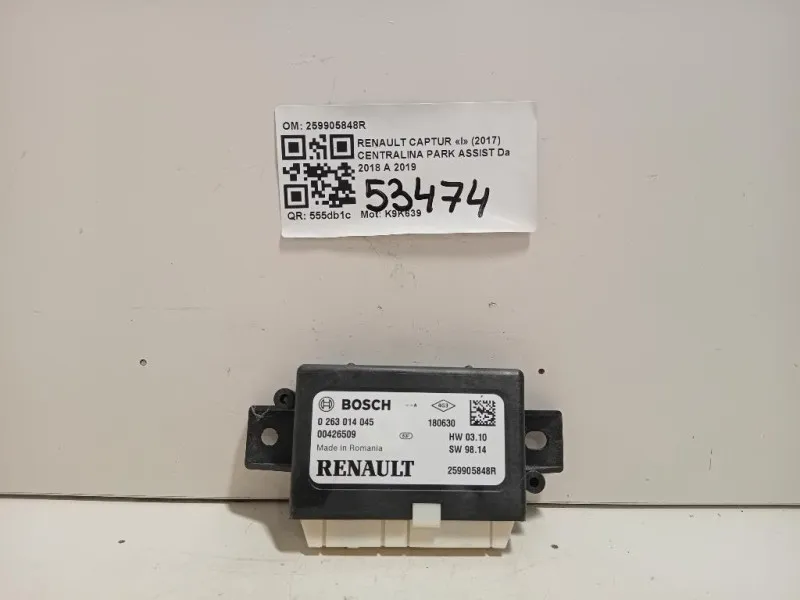 OM: 259905848R
RENAULT CAPTUR «I» (2017)
CENTRALINA PARK ASSIST Da
2018 A 2019
53474
QR: 555db1c Mot: K9K639
BOSCH
0 263 014 045 180630
00426509 HW 03.10
Made in Romania SW 98.14
RENAULT 259905848R